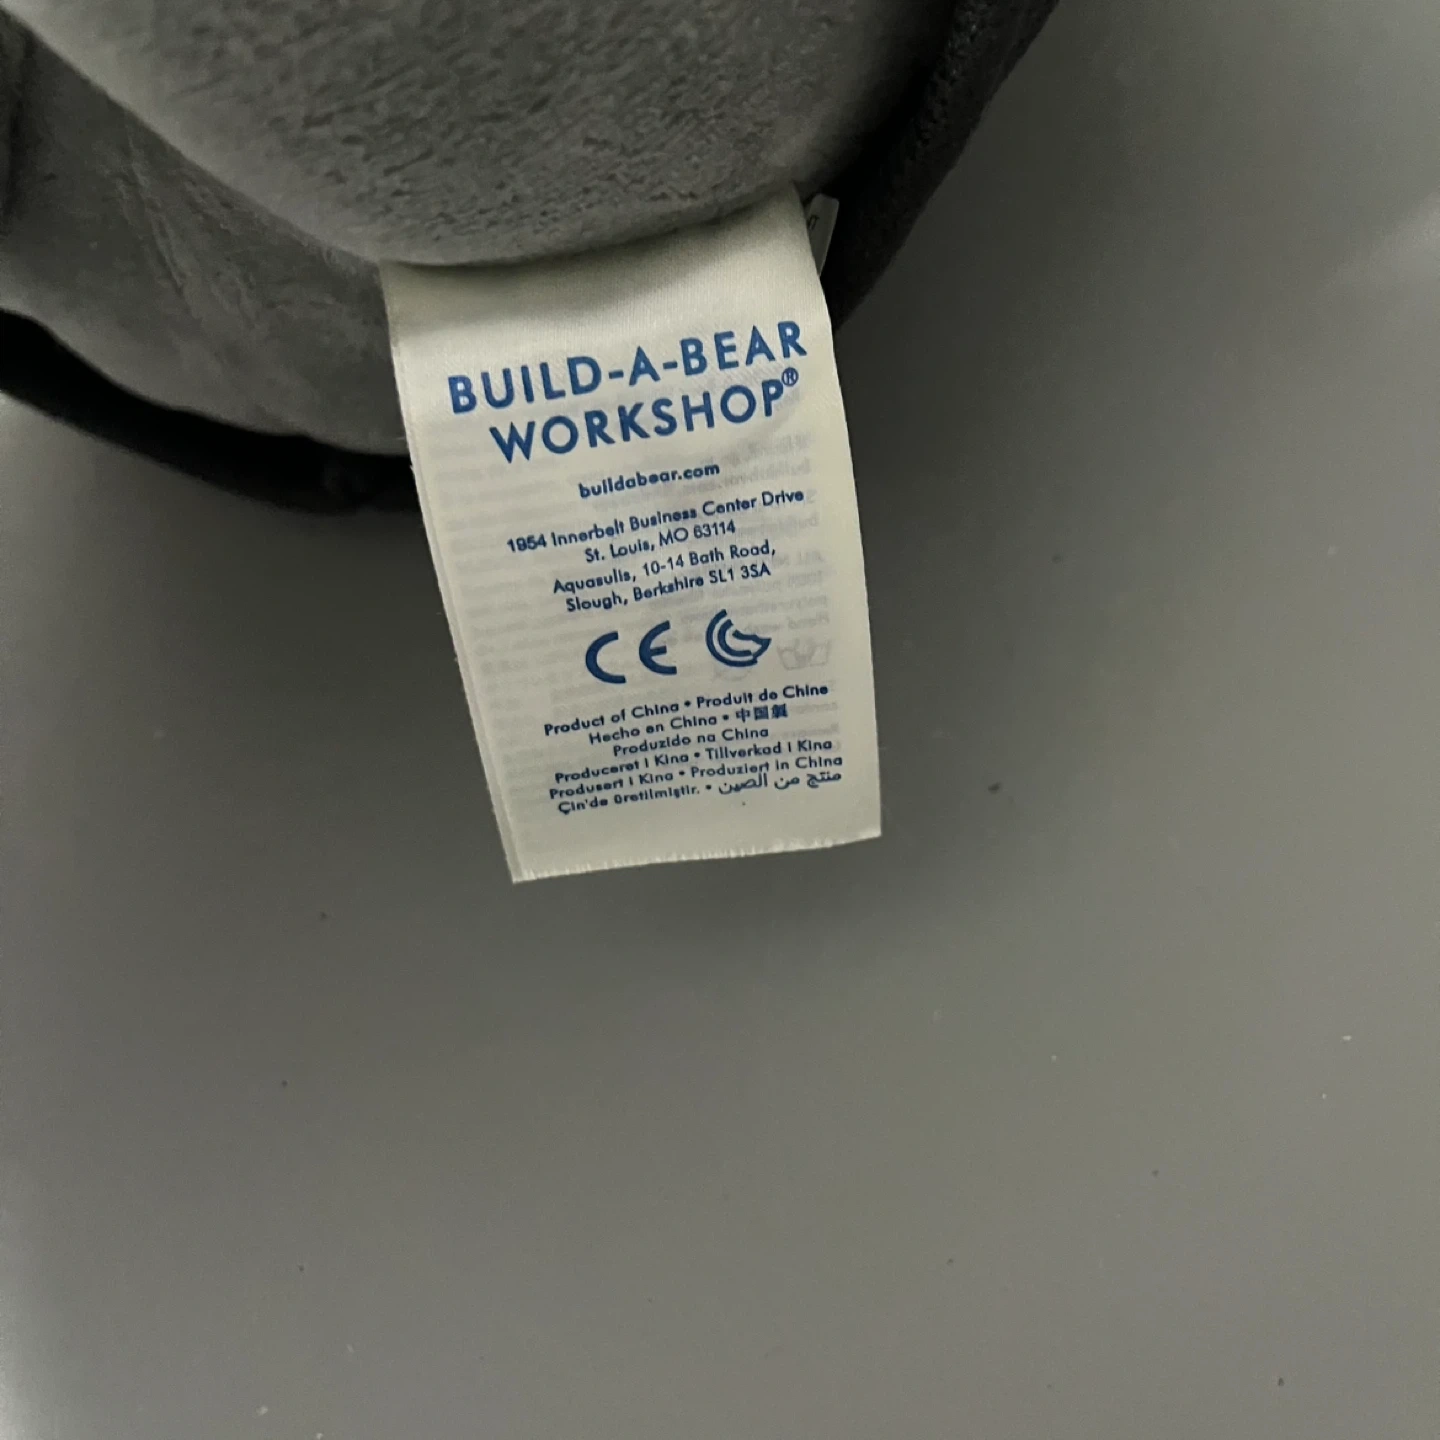 BUILD-A-BEAR
WORKSHOP®
buildabear.com
1954 Innerbelt Business Center Drive
St. Louis, MO 63114
Aquasulis, 10-14 Bath Road,
Slough, Berkshire SL1 3SA
CE
Product of China • Produit de Chine
Hecho en China • 中国製
Produzido na China
Produceret i Kina • Tillverkad i Kina
Produsert i Kina • Produziert in China
Çin'de üretilmiştir. • منتج من الصين